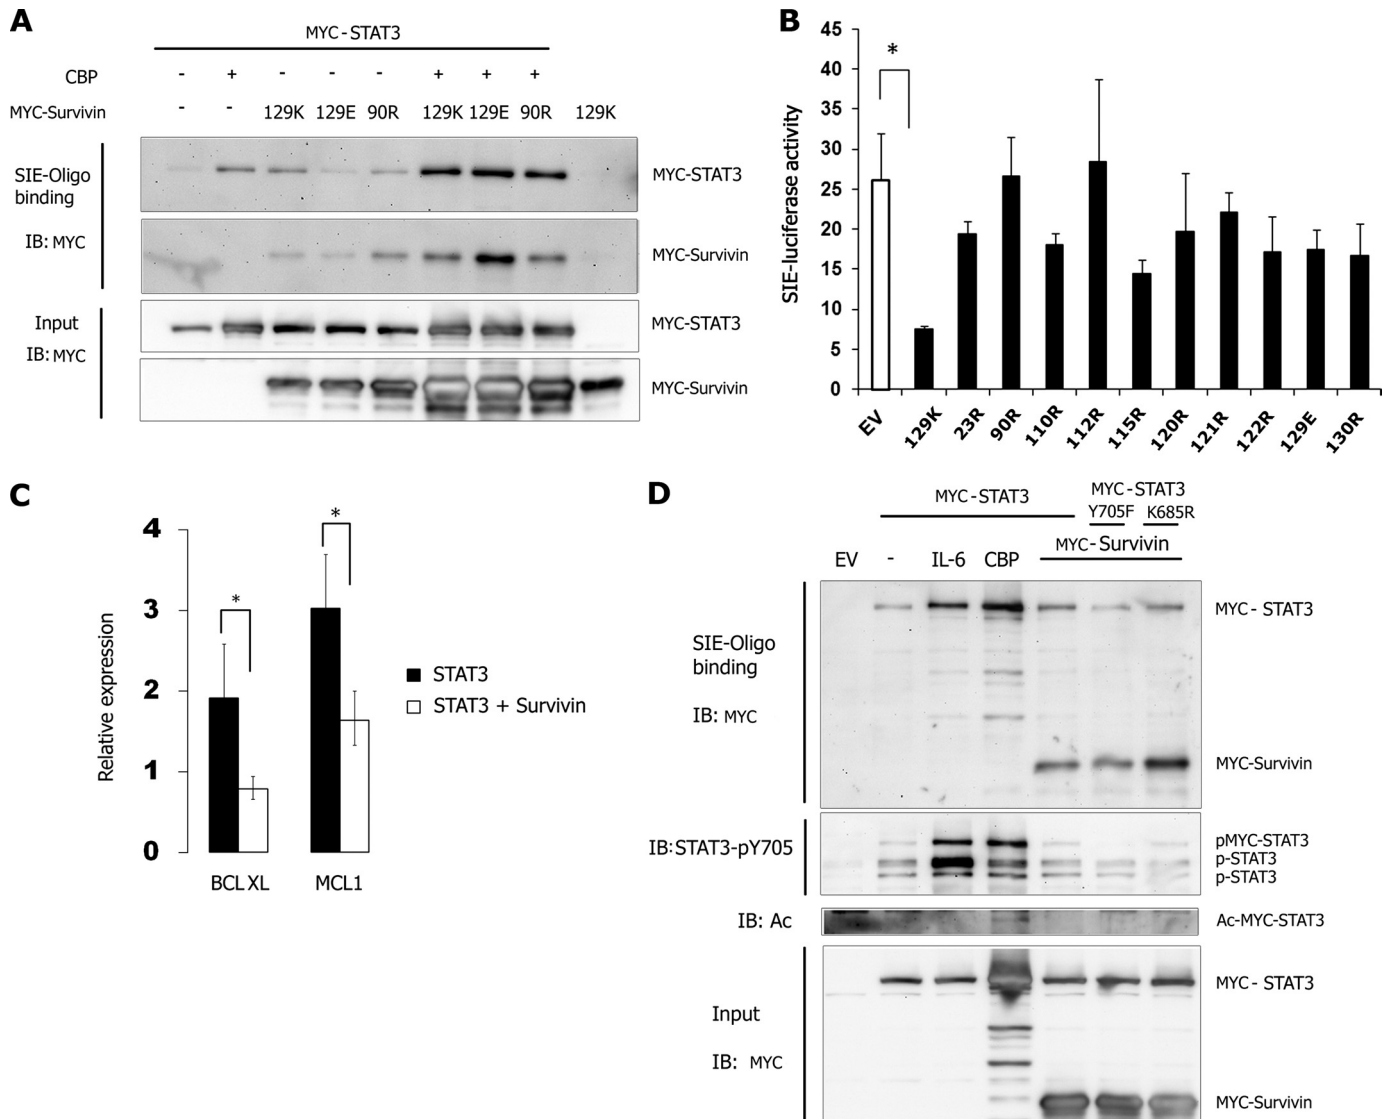 A
MYC-STAT3
CBP - + - - - + + +
MYC-Survivin - - 129K 129E 90R 129K 129E 90R 129K
SIE-Oligo
binding
IB: MYC
MYC-STAT3
MYC-Survivin
Input
IB: MYC
MYC-STAT3
MYC-Survivin
B
SIE-luciferase activity
45
40
35
30
25
20
15
10
5
0
*
EV 129K 23R 90R 110R 112R 115R 120R 121R 122R 129E 130R
C
Relative expression
4
3
2
1
0
*
*
BCL XL MCL1
STAT3
STAT3 + Survivin
D
MYC-STAT3
MYC-STAT3
Y705F K685R
MYC-Survivin
EV - IL-6 CBP
SIE-Oligo
binding
IB: MYC
MYC- STAT3
MYC-Survivin
IB:STAT3-pY705
pMYC-STAT3
p-STAT3
p-STAT3
IB: Ac
Ac-MYC-STAT3
Input
IB: MYC
MYC- STAT3
MYC-Survivin